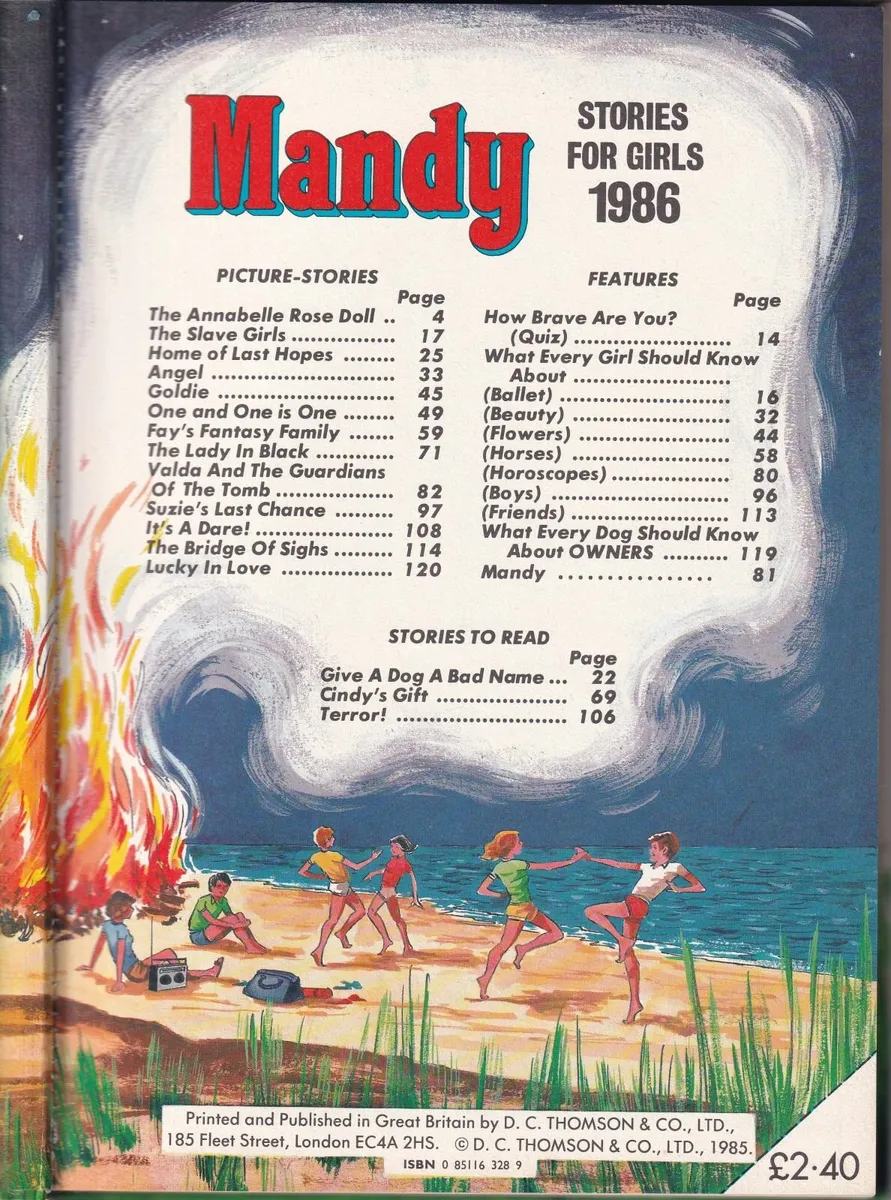 Mandy
STORIES
FOR GIRLS
1986
PICTURE-STORIES
Page
The Annabelle Rose Doll .. 4
The Slave Girls ................. 17
Home of Last Hopes ........ 25
Angel .............................. 33
Goldie ............................. 45
One and One is One ........ 49
Fay's Fantasy Family ....... 59
The Lady In Black ............. 71
Valda And The Guardians
Of The Tomb ................... 82
Suzie's Last Chance ......... 97
It's A Dare! ...................... 108
The Bridge Of Sighs ......... 114
Lucky In Love .................. 120
FEATURES
Page
How Brave Are You?
(Quiz) .......................... 14
What Every Girl Should Know
About ..........................
(Ballet) ............................ 16
(Beauty) .......................... 32
(Flowers) ......................... 44
(Horses) .......................... 58
(Horoscopes) .................... 80
(Boys) ............................. 96
(Friends) .......................... 113
What Every Dog Should Know
About OWNERS .......... 119
Mandy ................ 81
STORIES TO READ
Page
Give A Dog A Bad Name ... 22
Cindy's Gift ...................... 69
Terror! ............................ 106
Printed and Published in Great Britain by D. C. THOMSON & CO., LTD.,
185 Fleet Street, London EC4A 2HS. © D. C. THOMSON & CO., LTD., 1985.
ISBN 0 85116 328 9
£2·40